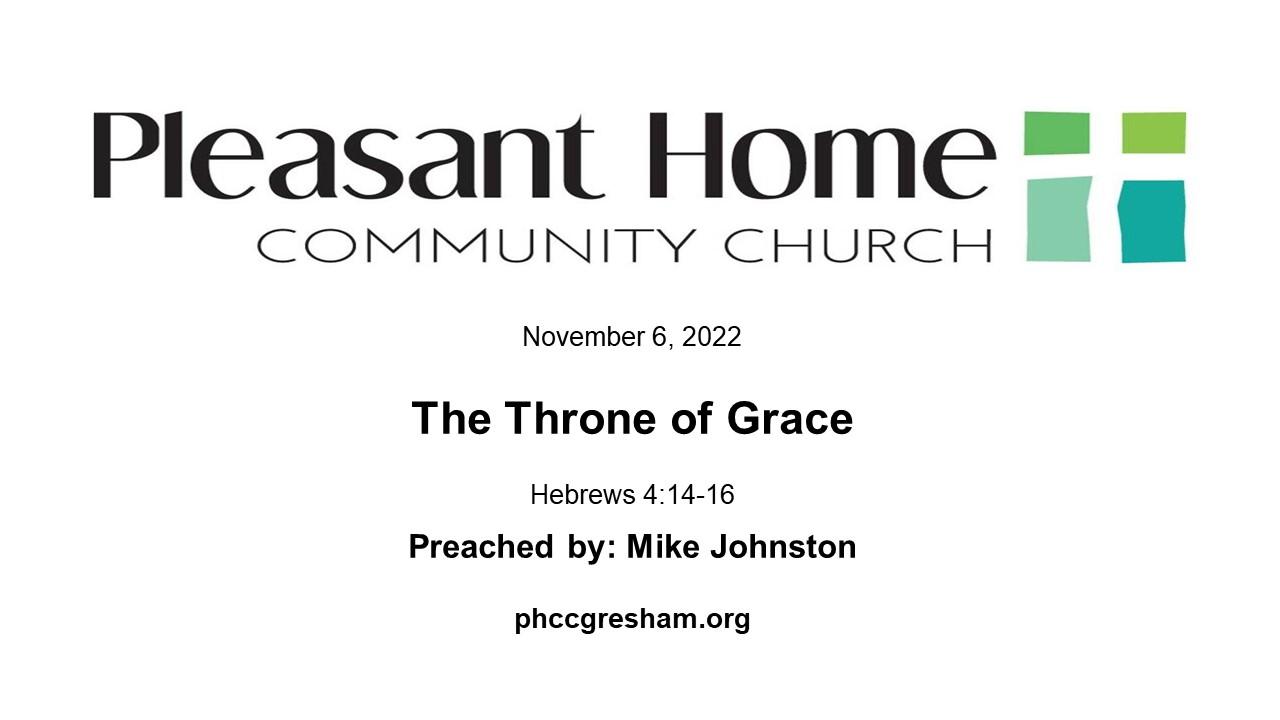 Pleasant Home
COMMUNITY CHURCH
November 6, 2022
The Throne of Grace
Hebrews 4:14-16
Preached by: Mike Johnston
phccgresham.org